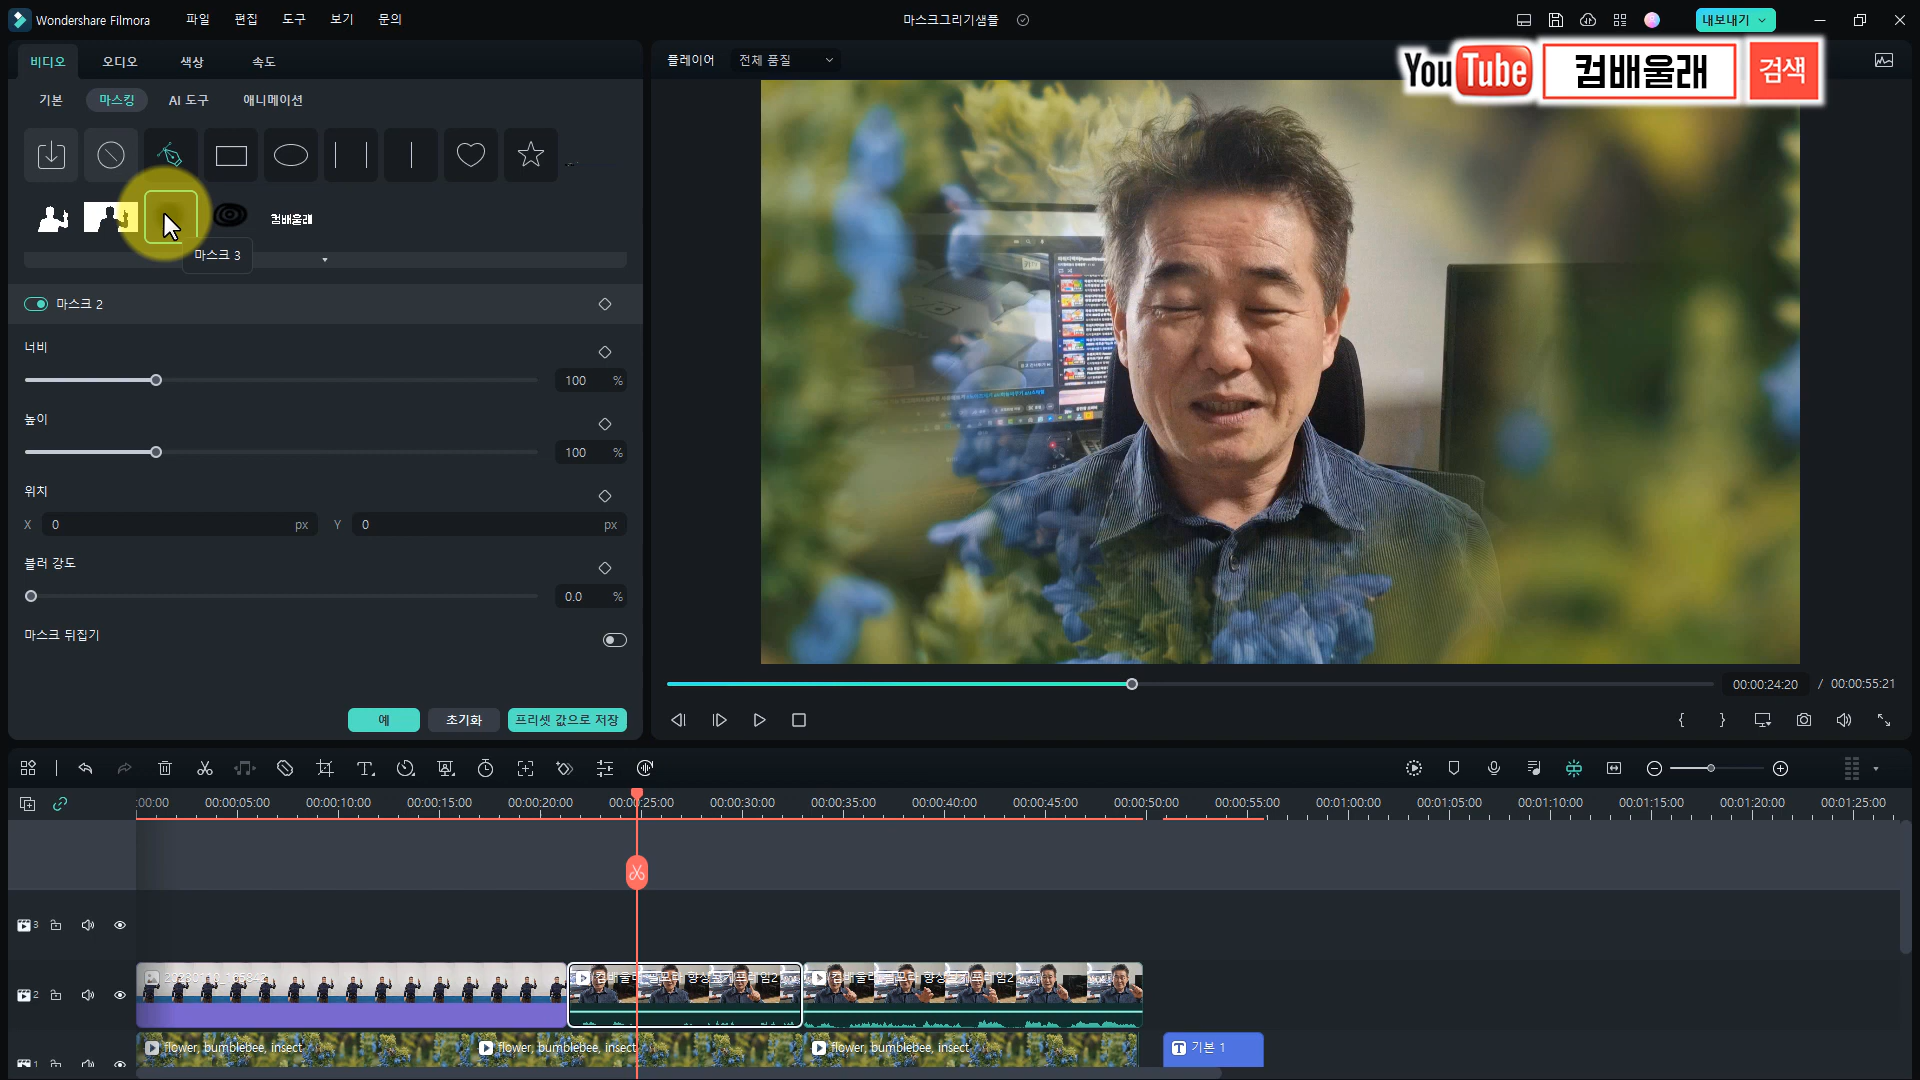 Wondershare Filmora
파일 편집 도구 보기 문의
마스크그리기샘플
내보내기
비디오 오디오 색상 속도
플레이어 전체 품질
YouTube 컴배울래 검색
기본 마스킹 AI 도구 애니메이션
컴배울래
마스크 3
마스크 2
너비
100 %
높이
100 %
위치
X 0 px Y 0 px
블러 강도
0.0 %
마스크 뒤집기
예 초기화 프리셋 값으로 저장
00:00:24:20 / 00:00:55:21
:00:00 00:00:05:00 00:00:10:00 00:00:15:00 00:00:20:00 00:00:25:00 00:00:30:00 00:00:35:00 00:00:40:00 00:00:45:00 00:00:50:00 00:00:55:00 00:01:00:00 00:01:05:00 00:01:10:00 00:01:15:00 00:01:20:00 00:01:25:00
3
2
1
flower, bumblebee, insect flower, bumblebee, insect flower, bumblebee, insect
기본 1